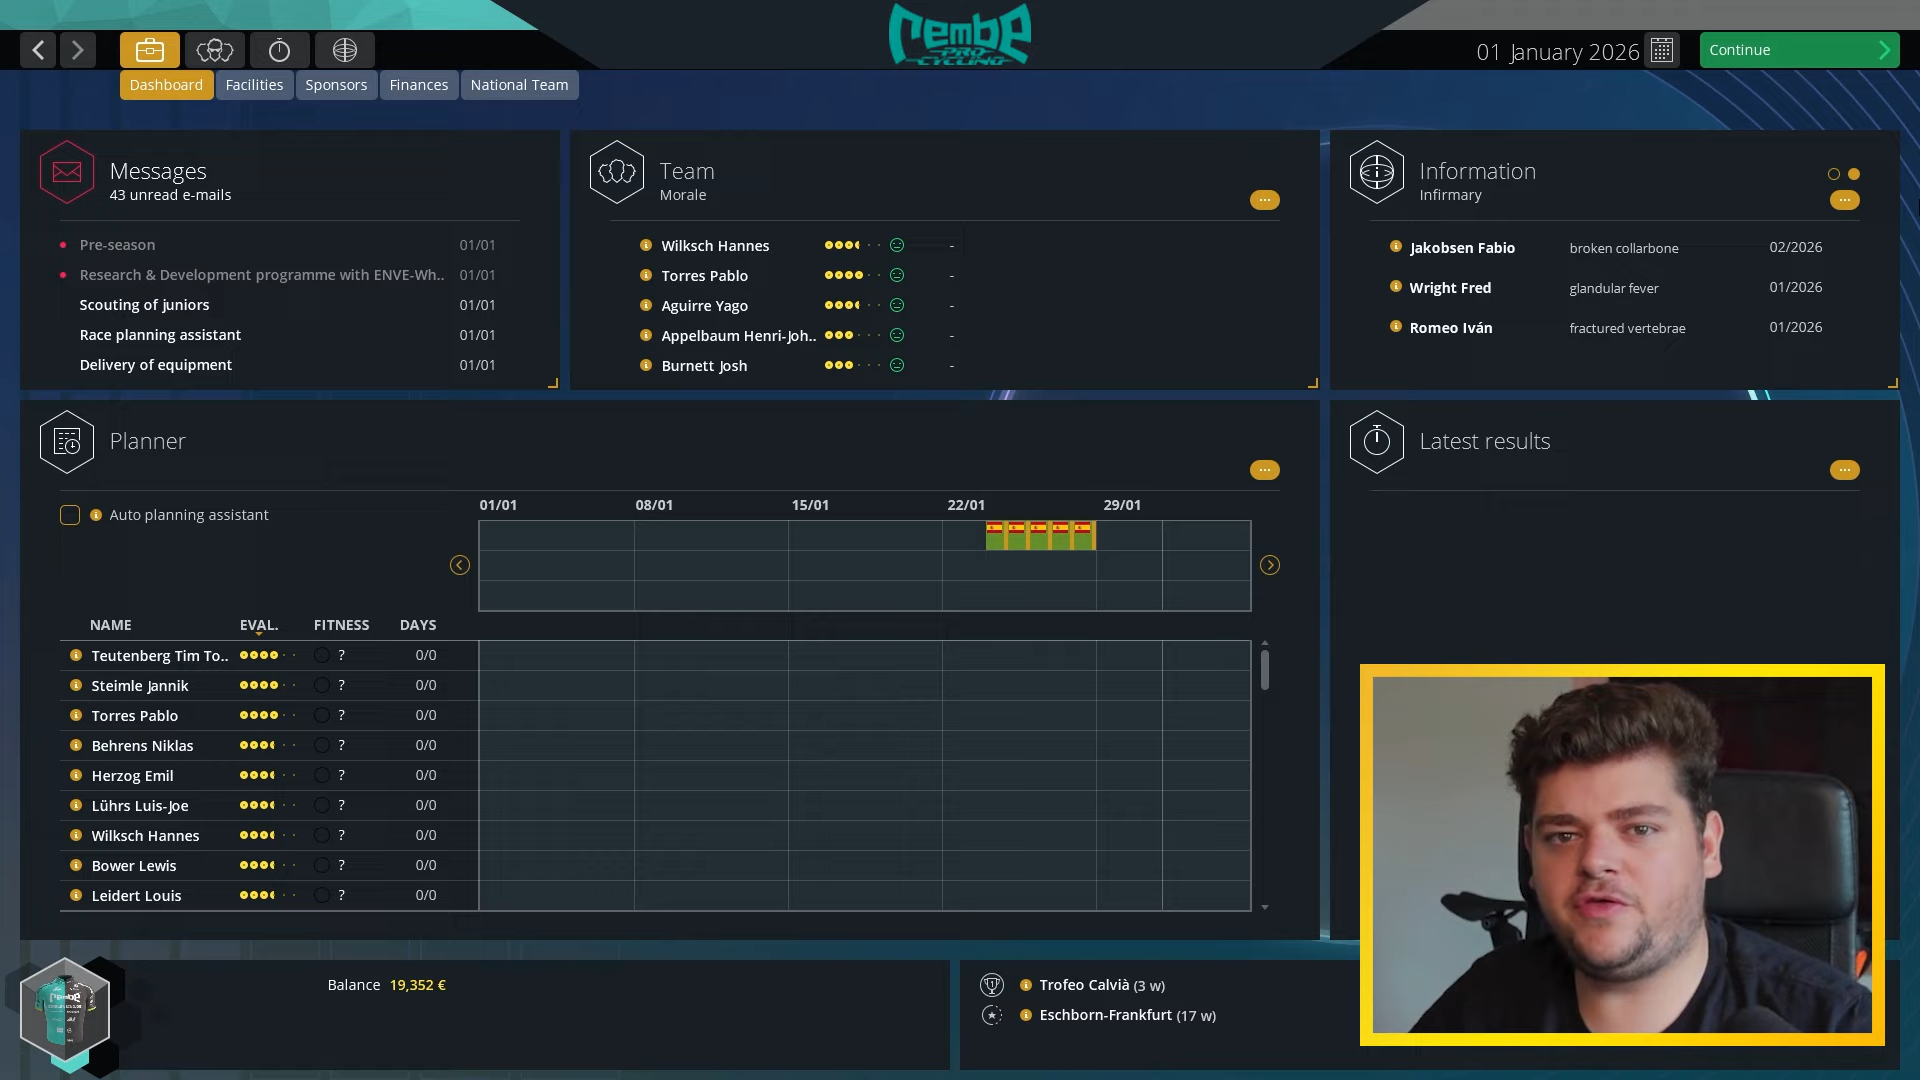 rembe
PRO
CYCLING
01 January 2026
Continue
Dashboard
Facilities
Sponsors
Finances
National Team
Messages
43 unread e-mails
Pre-season 01/01
Research & Development programme with ENVE-Wh.. 01/01
Scouting of juniors 01/01
Race planning assistant 01/01
Delivery of equipment 01/01
Team
Morale
...
Wilksch Hannes -
Torres Pablo -
Aguirre Yago -
Appelbaum Henri-Joh.. -
Burnett Josh -
Information
Infirmary
...
Jakobsen Fabio broken collarbone 02/2026
Wright Fred glandular fever 01/2026
Romeo Iván fractured vertebrae 01/2026
Planner
...
Auto planning assistant
01/01 08/01 15/01 22/01 29/01
NAME EVAL. FITNESS DAYS
Teutenberg Tim To.. ? 0/0
Steimle Jannik ? 0/0
Torres Pablo ? 0/0
Behrens Niklas ? 0/0
Herzog Emil ? 0/0
Lührs Luis-Joe ? 0/0
Wilksch Hannes ? 0/0
Bower Lewis ? 0/0
Leidert Louis ? 0/0
Latest results
...
Balance 19,352 €
Trofeo Calvià (3 w)
Eschborn-Frankfurt (17 w)
rembe